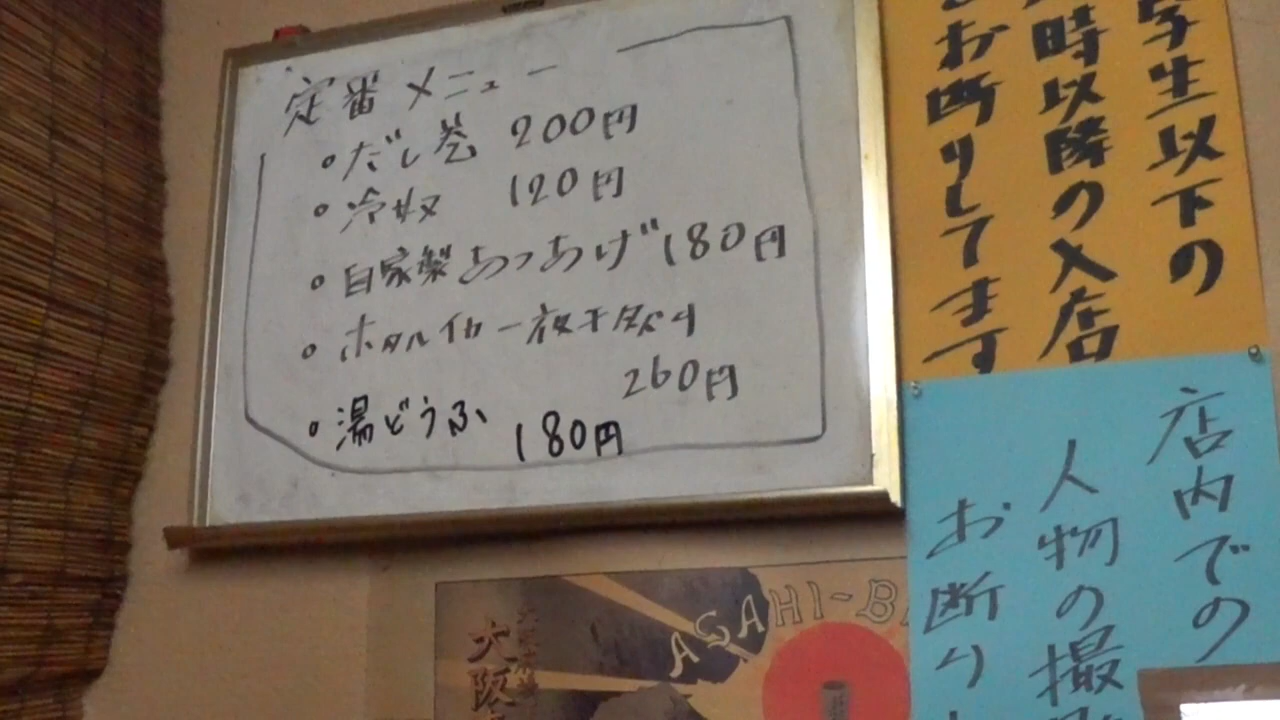 定番メニュー
・だし巻 200円
・冷奴 120円
・自家製あつあげ 180円
・ホタルイカ一夜干炙り
260円
・湯どうふ 180円
学生以下の
時以降の入店
お断りしてます
店内での
人物の撮
お断り
ASAHI-B
大阪